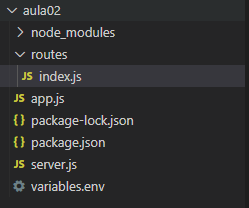 aula02
node_modules
routes
JS index.js
JS app.js
{} package-lock.json
{} package.json
JS server.js
variables.env